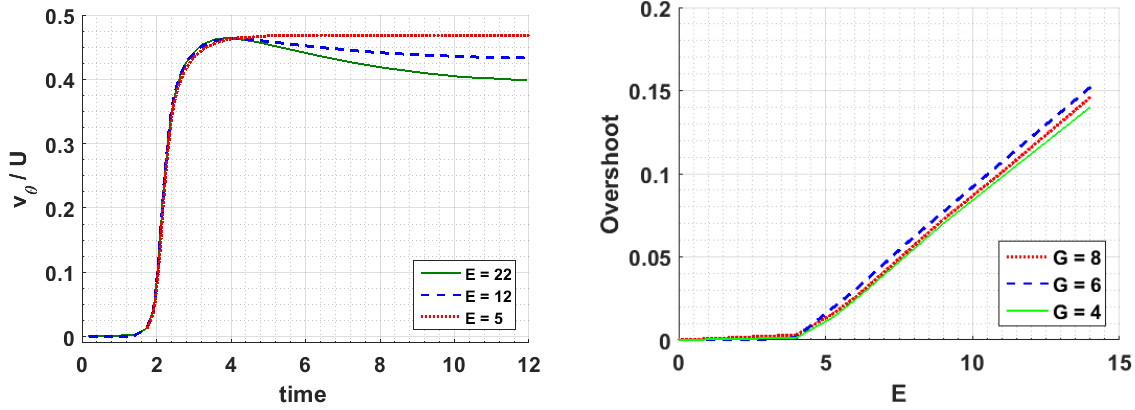 0.5
0.4
0.3
0.2
0.1
0
0 2 4 6 8 10 12
v_θ / U
time
E = 22
E = 12
E = 5
0.2
0.15
0.1
0.05
0
0 5 10 15
Overshoot
E
G = 8
G = 6
G = 4